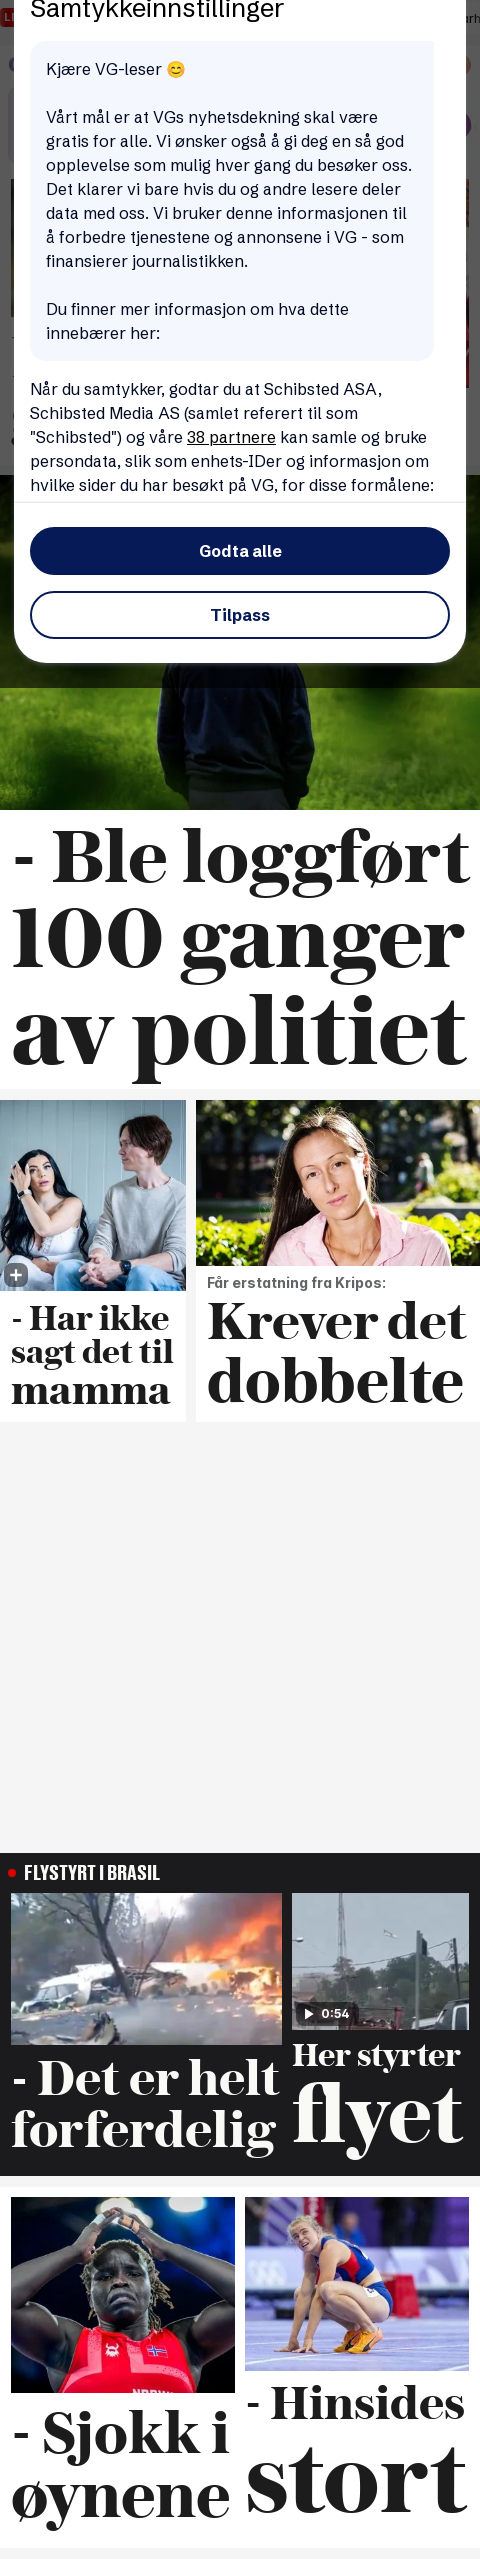 Samtykkeinnstillinger
Kjære VG-leser 😊
Vårt mål er at VGs nyhetsdekning skal være
gratis for alle. Vi ønsker også å gi deg en så god
opplevelse som mulig hver gang du besøker oss.
Det klarer vi bare hvis du og andre lesere deler
data med oss. Vi bruker denne informasjonen til
å forbedre tjenestene og annonsene i VG - som
finansierer journalistikken.
Du finner mer informasjon om hva dette
innebærer her:
Når du samtykker, godtar du at Schibsted ASA,
Schibsted Media AS (samlet referert til som
"Schibsted") og våre 38 partnere kan samle og bruke
persondata, slik som enhets-IDer og informasjon om
hvilke sider du har besøkt på VG, for disse formålene:
Godta alle
Tilpass
- Ble loggført
100 ganger
av politiet
- Har ikke
sagt det til
mamma
Får erstatning fra Kripos:
Krever det
dobbelte
FLYSTYRT I BRASIL
0:54
- Det er helt
forferdelig
Her styrter
flyet
- Sjokk i
øynene
- Hinsides
stort